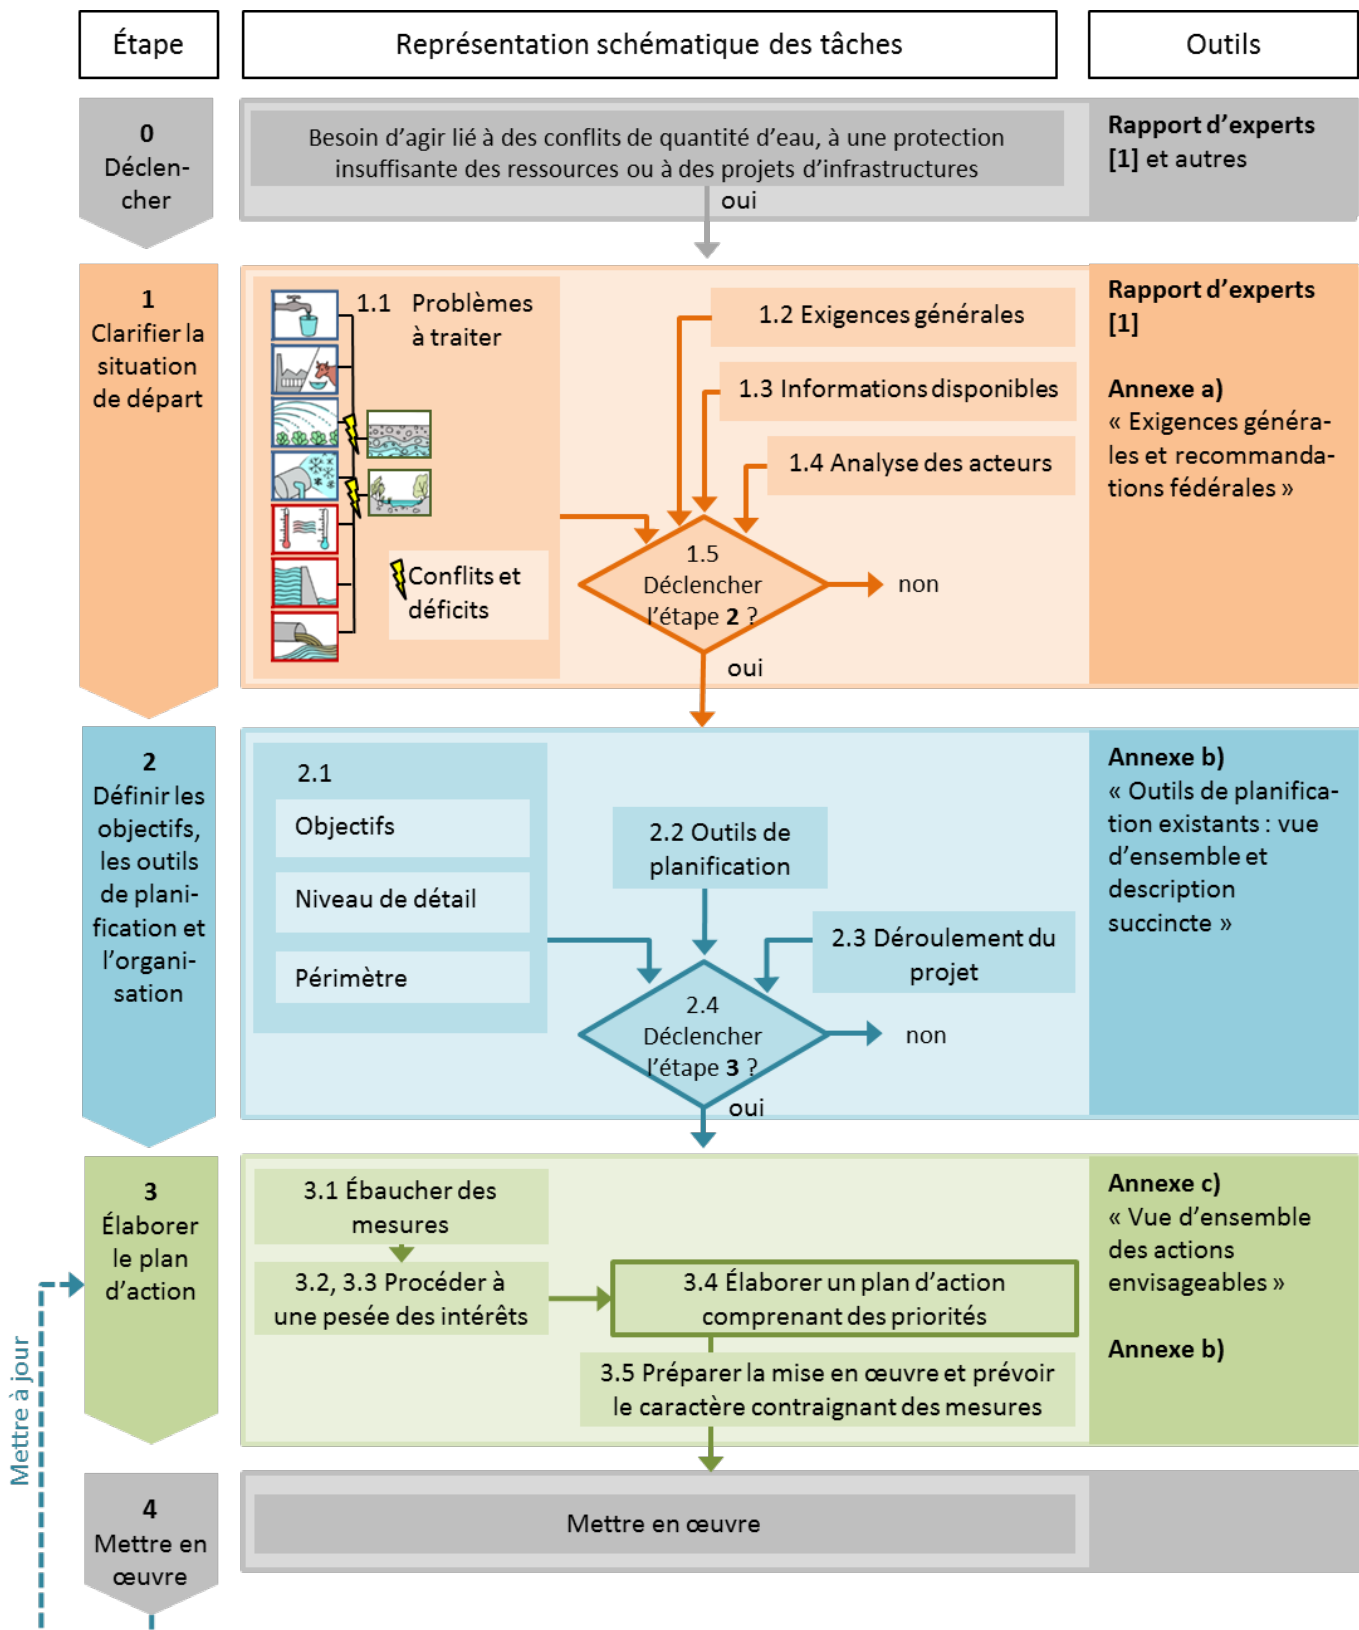 Étape
Représentation schématique des tâches
Outils
0
Déclen-
cher
Besoin d’agir lié à des conflits de quantité d’eau, à une protection
insuffisante des ressources ou à des projets d’infrastructures
oui
Rapport d’experts
[1] et autres
1
Clarifier la
situation
de départ
1.1 Problèmes
à traiter
Conflits et
déficits
1.2 Exigences générales
1.3 Informations disponibles
1.4 Analyse des acteurs
1.5
Déclencher
l’étape 2 ?
non
oui
Rapport d’experts
[1]
Annexe a)
« Exigences généra-
les et recommanda-
tions fédérales »
2
Définir les
objectifs,
les outils
de plani-
fication et
l’organi-
sation
2.1
Objectifs
Niveau de détail
Périmètre
2.2 Outils de
planification
2.3 Déroulement du
projet
2.4
Déclencher
l’étape 3 ?
non
oui
Annexe b)
« Outils de planifica-
tion existants : vue
d’ensemble et
description
succincte »
3
Élaborer
le plan
d’action
3.1 Ébaucher des
mesures
3.2, 3.3 Procéder à
une pesée des intérêts
3.4 Élaborer un plan d’action
comprenant des priorités
3.5 Préparer la mise en œuvre et prévoir
le caractère contraignant des mesures
Annexe c)
« Vue d’ensemble
des actions
envisageables »
Annexe b)
Mettre à jour
4
Mettre en
œuvre
Mettre en œuvre